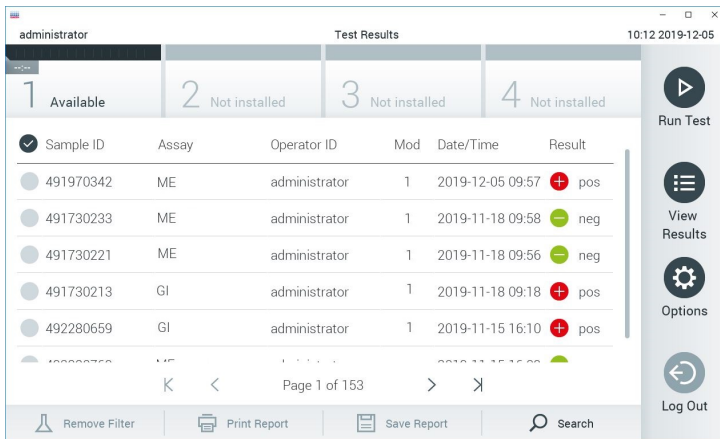 administrator Test Results 10:12 2019-12-05
--:--
1 Available 2 Not installed 3 Not installed 4 Not installed
Run Test
Sample ID Assay Operator ID Mod Date/Time Result
491970342 ME administrator 1 2019-12-05 09:57 pos
491730233 ME administrator 1 2019-11-18 09:58 neg
View
Results
491730221 ME administrator 1 2019-11-18 09:56 neg
491730213 GI administrator 1 2019-11-18 09:18 pos
Options
492280659 GI administrator 1 2019-11-15 16:10 pos
Page 1 of 153
Log Out
Remove Filter Print Report Save Report Search